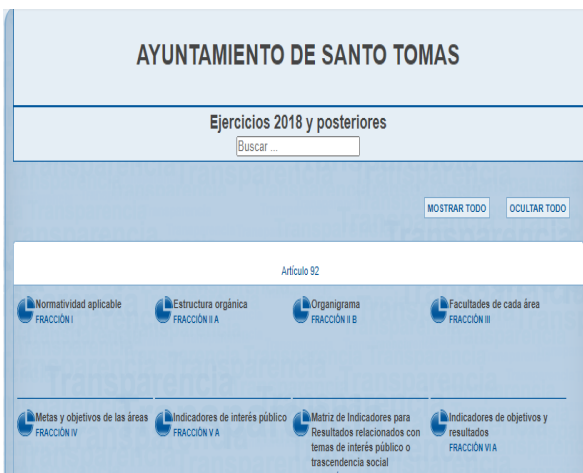 AYUNTAMIENTO DE SANTO TOMAS
Ejercicios 2018 y posteriores
Buscar ...
MOSTRAR TODO
OCULTAR TODO
Artículo 92
Normatividad aplicable
FRACCIÓN I
Estructura orgánica
FRACCIÓN II A
Organigrama
FRACCIÓN II B
Facultades de cada área
FRACCIÓN III
Metas y objetivos de las áreas
FRACCIÓN IV
Indicadores de interés público
FRACCIÓN V A
Matriz de Indicadores para
Resultados relacionados con
temas de interés público o
trascendencia social
Indicadores de objetivos y
resultados
FRACCIÓN VI A